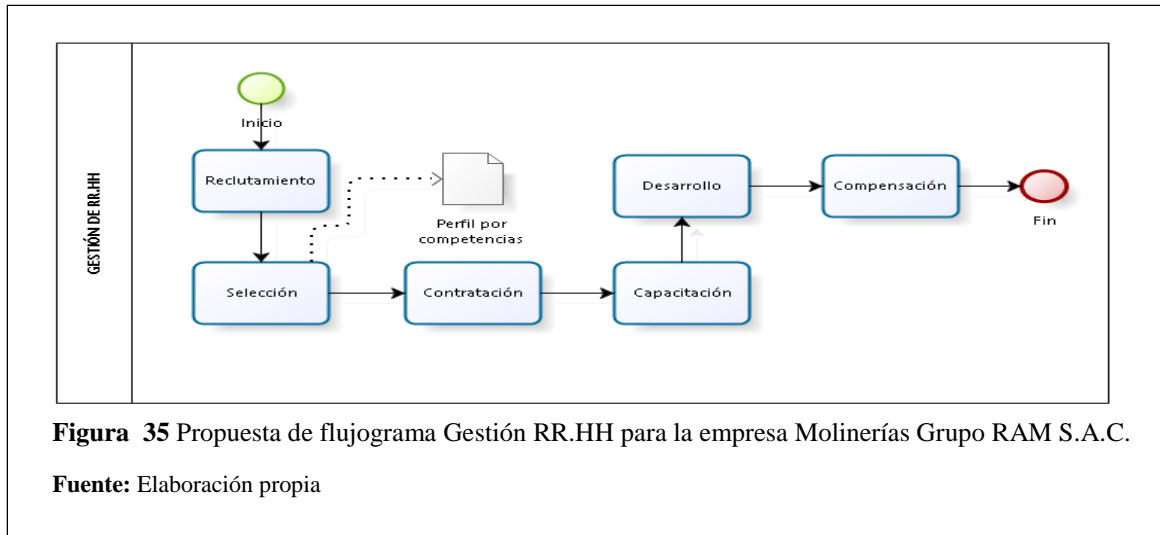 GESTIÓN DE RR.HH
Inicio
Reclutamiento
Perfil por
competencias
Selección
Contratación
Capacitación
Desarrollo
Compensación
Fin
Figura 35 Propuesta de flujograma Gestión RR.HH para la empresa Molinerías Grupo RAM S.A.C.
Fuente: Elaboración propia